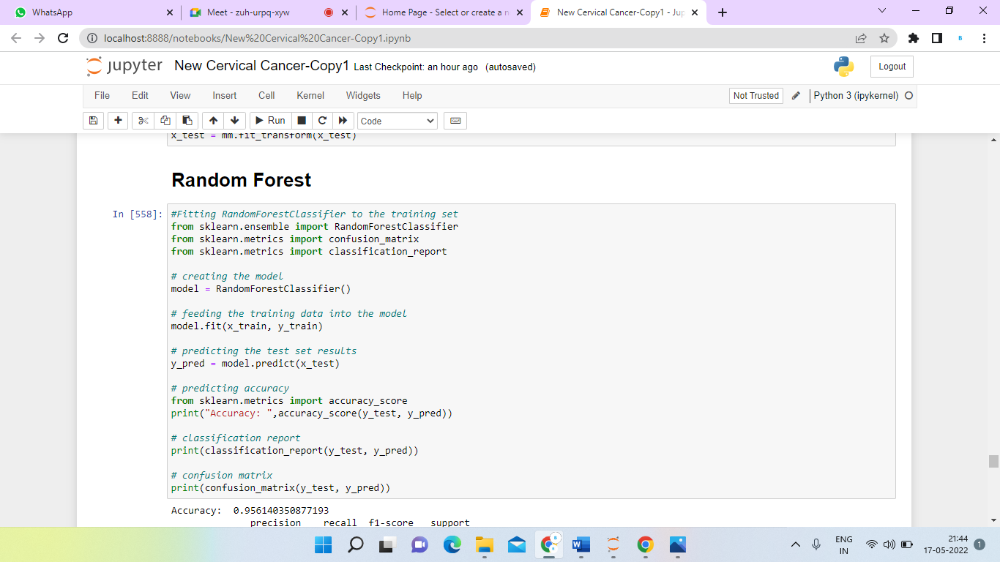 WhatsApp
Meet - zuh-urpq-xyw
Home Page - Select or create a n
New Cervical Cancer-Copy1 - Jup
localhost:8888/notebooks/New%20Cervical%20Cancer-Copy1.ipynb
B
jupyter New Cervical Cancer-Copy1 Last Checkpoint: an hour ago (autosaved)
Logout
File Edit View Insert Cell Kernel Widgets Help
Not Trusted
Python 3 (ipykernel)
Run
Code
x_test = mm.fit_transform(x_test)
Random Forest
In [558]:
#Fitting RandomForestClassifier to the training set
from sklearn.ensemble import RandomForestClassifier
from sklearn.metrics import confusion_matrix
from sklearn.metrics import classification_report
# creating the model
model = RandomForestClassifier()
# feeding the training data into the model
model.fit(x_train, y_train)
# predicting the test set results
y_pred = model.predict(x_test)
# predicting accuracy
from sklearn.metrics import accuracy_score
print("Accuracy: ",accuracy_score(y_test, y_pred))
# classification report
print(classification_report(y_test, y_pred))
# confusion matrix
print(confusion_matrix(y_test, y_pred))
Accuracy:  0.956140350877193
precision    recall  f1-score   support
ENG
IN
21:44
17-05-2022
1